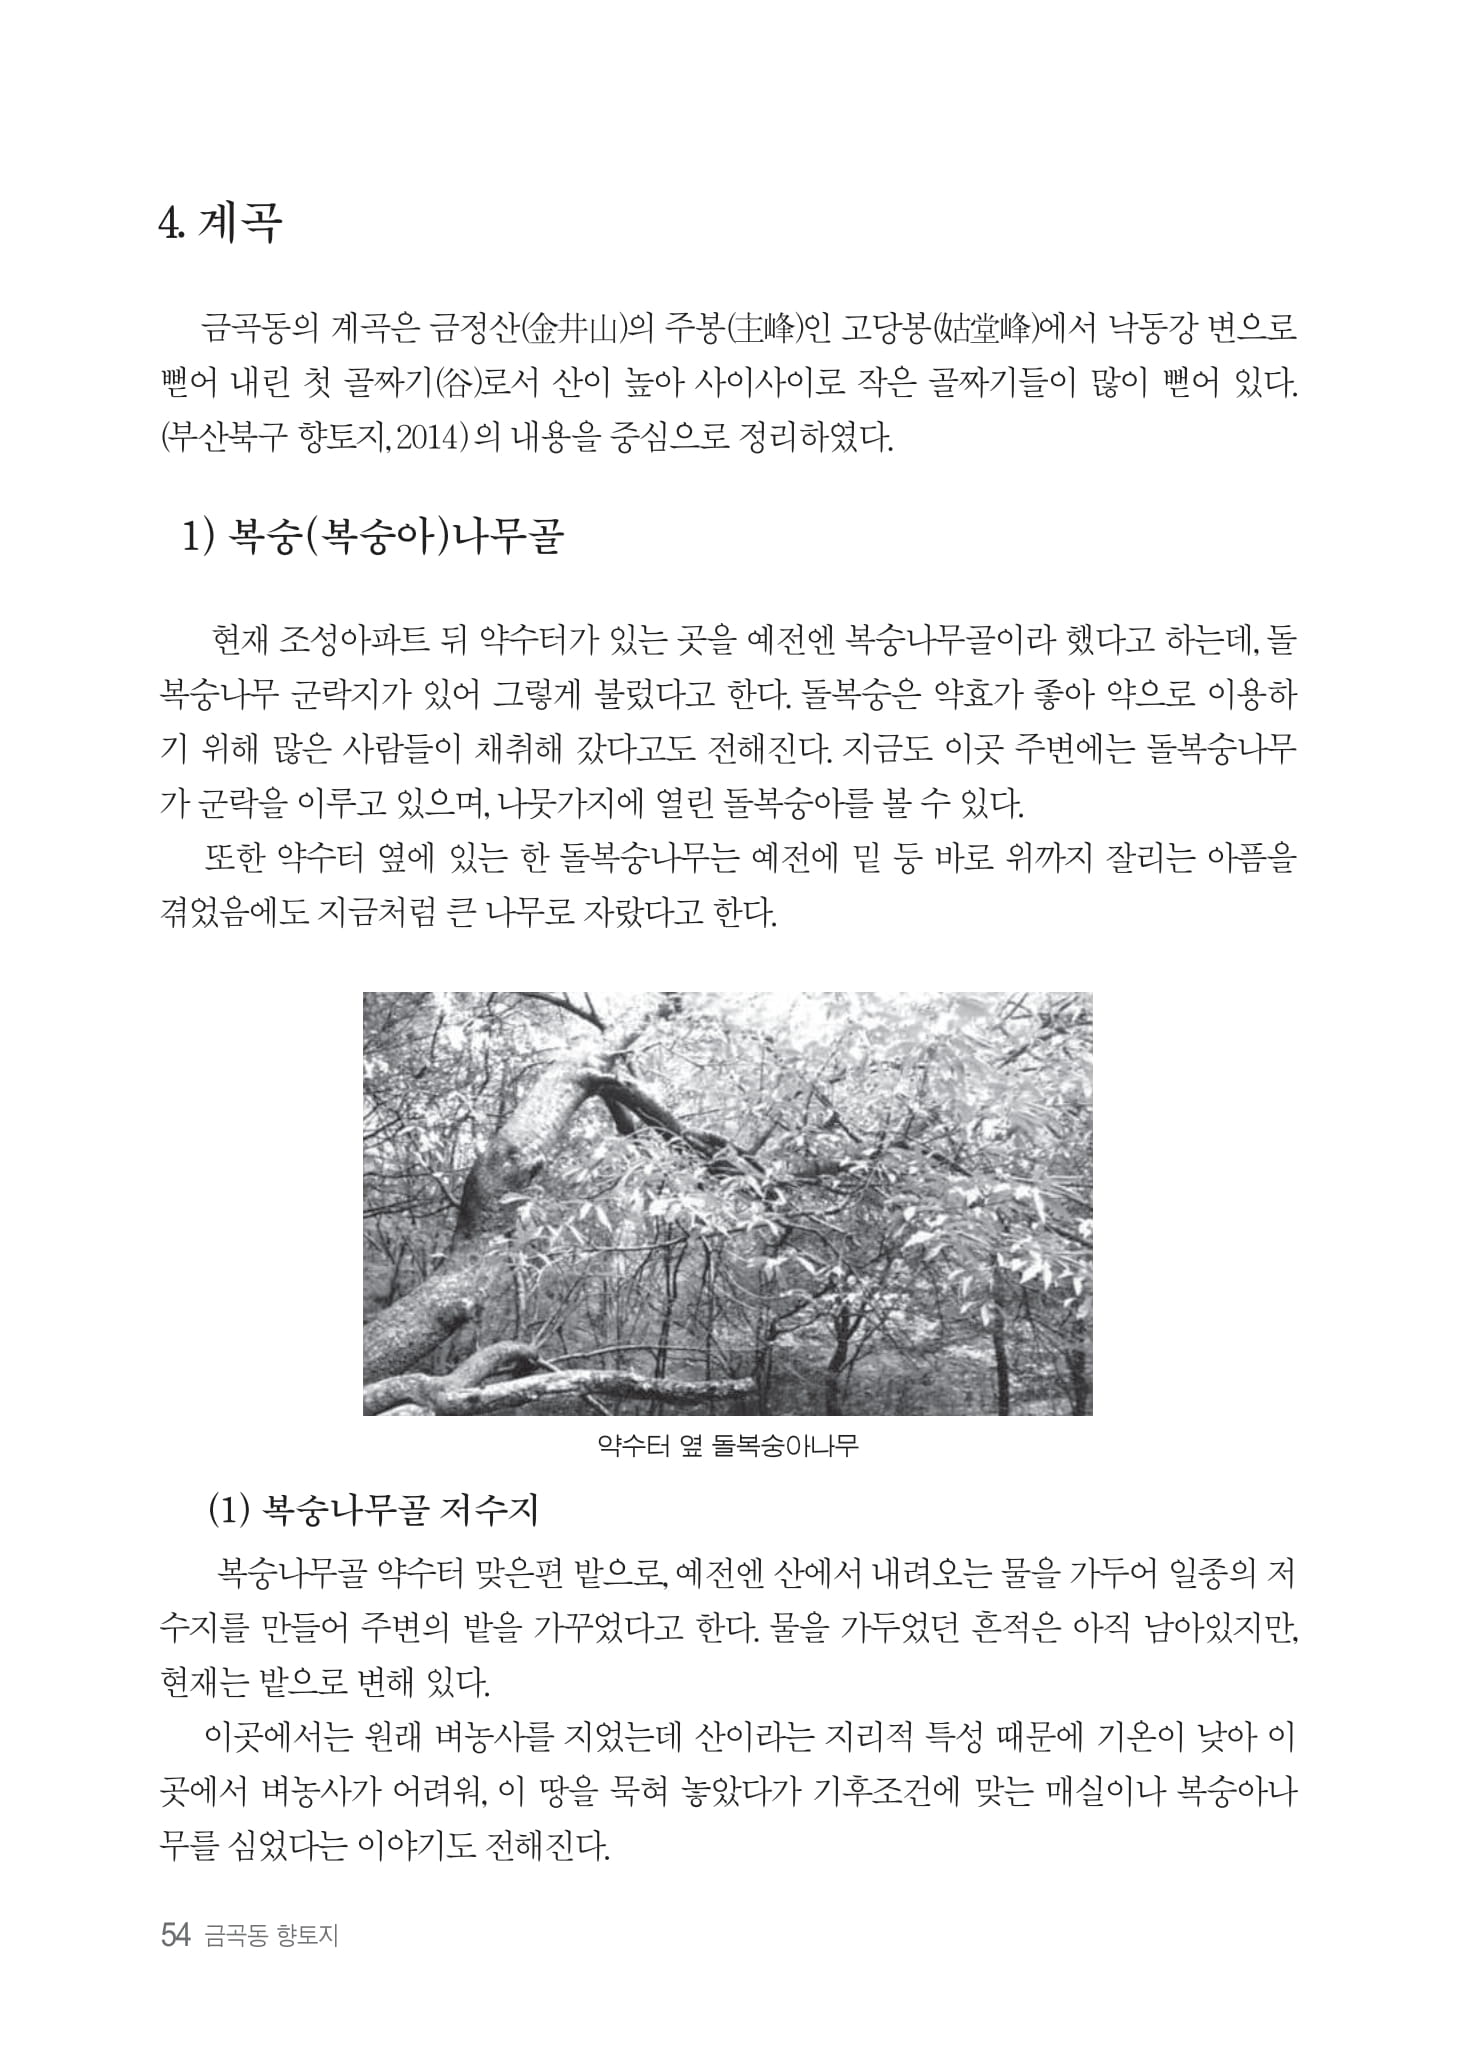 4. 계곡
금곡동의 계곡은 금정산(金井山)의 주봉(主峰)인 고당봉(姑堂峰)에서 낙동강 변으로
뻗어 내린 첫 골짜기(谷)로서 산이 높아 사이사이로 작은 골짜기들이 많이 뻗어 있다.
(부산북구 향토지, 2014)의 내용을 중심으로 정리하였다.
1) 복숭(복숭아)나무골
현재 조성아파트 뒤 약수터가 있는 곳을 예전엔 복숭나무골이라 했다고 하는데, 돌
복숭나무 군락지가 있어 그렇게 불렀다고 한다. 돌복숭은 약효가 좋아 약으로 이용하
기 위해 많은 사람들이 채취해 갔다고도 전해진다. 지금도 이곳 주변에는 돌복숭나무
가 군락을 이루고 있으며, 나뭇가지에 열린 돌복숭아를 볼 수 있다.
또한 약수터 옆에 있는 한 돌복숭나무는 예전에 밑 둥 바로 위까지 잘리는 아픔을
겪었음에도 지금처럼 큰 나무로 자랐다고 한다.
약수터 옆 돌복숭아나무
(1) 복숭나무골 저수지
복숭나무골 약수터 맞은편 밭으로, 예전엔 산에서 내려오는 물을 가두어 일종의 저
수지를 만들어 주변의 밭을 가꾸었다고 한다. 물을 가두었던 흔적은 아직 남아있지만,
현재는 밭으로 변해 있다.
이곳에서는 원래 벼농사를 지었는데 산이라는 지리적 특성 때문에 기온이 낮아 이
곳에서 벼농사가 어려워, 이 땅을 묵혀 놓았다가 기후조건에 맞는 매실이나 복숭아나
무를 심었다는 이야기도 전해진다.
54 금곡동 향토지